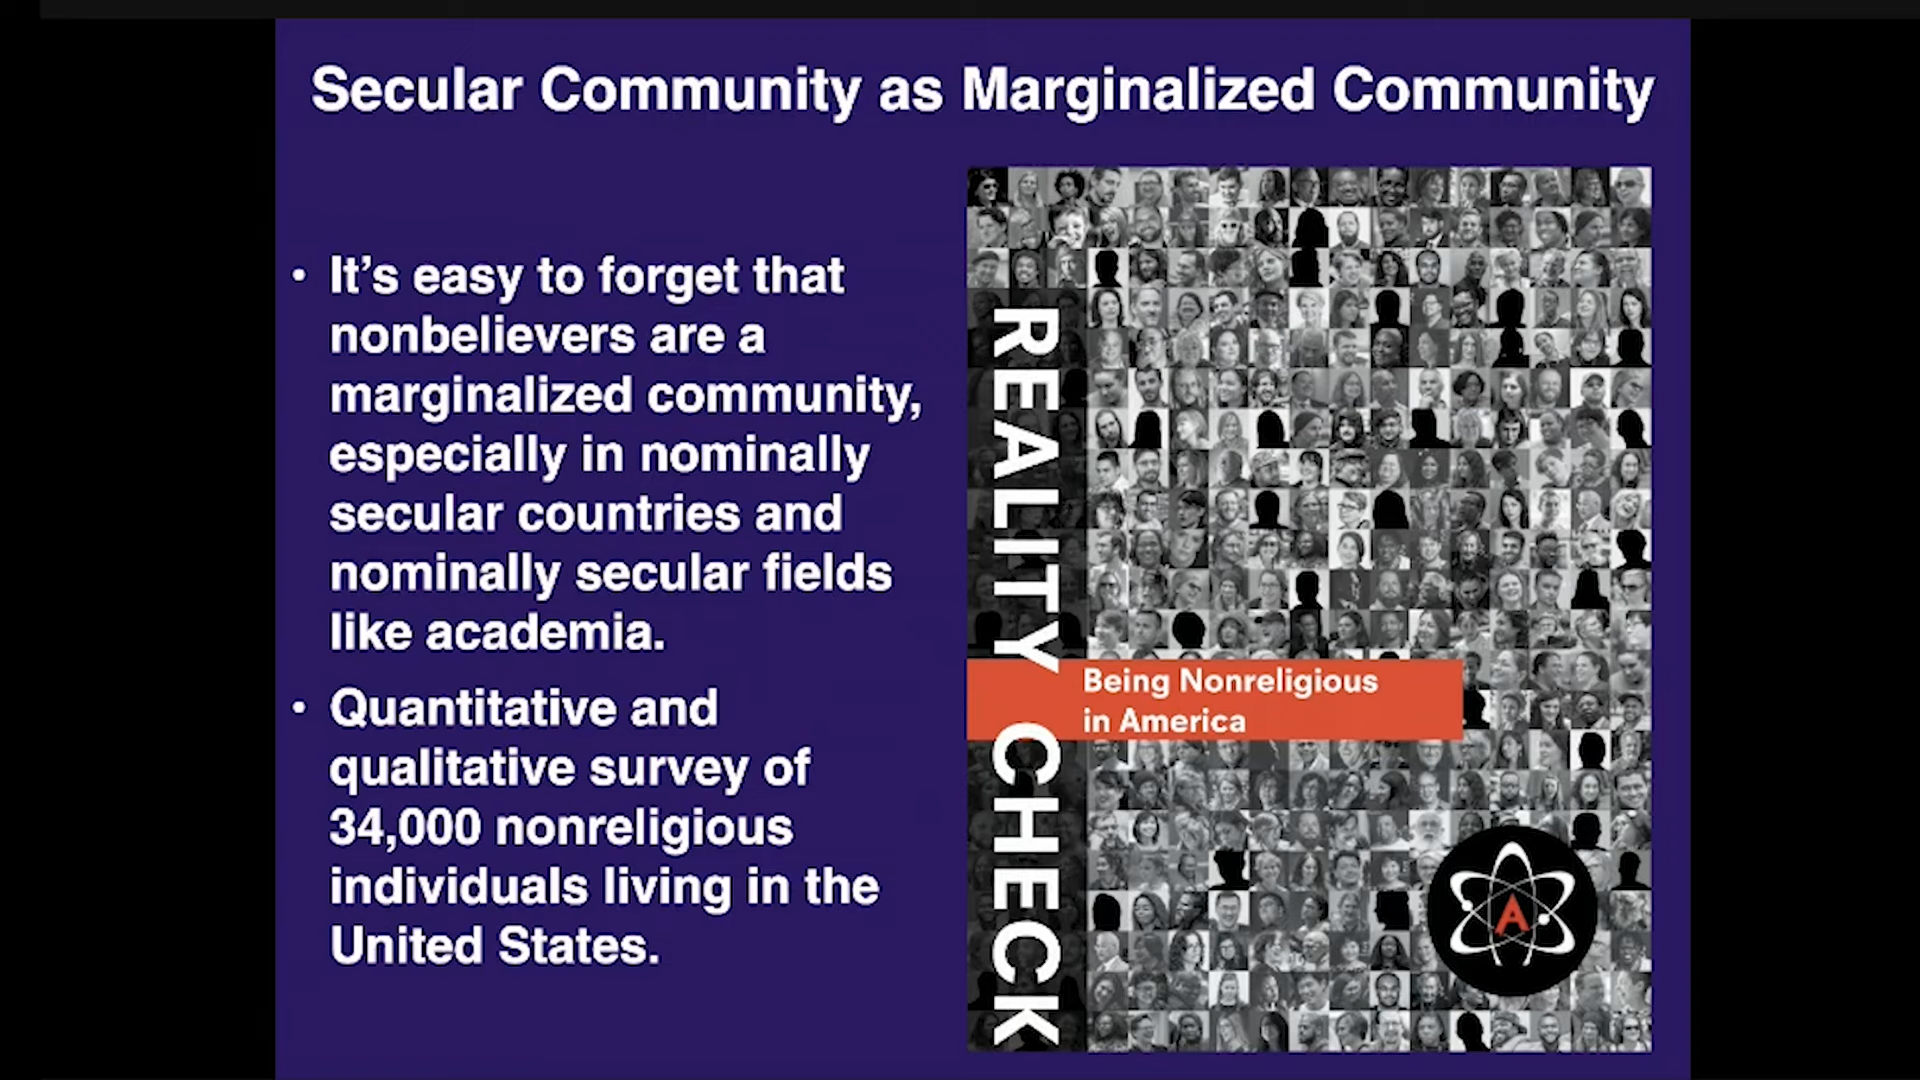 Secular Community as Marginalized Community
• It’s easy to forget that
nonbelievers are a
marginalized community,
especially in nominally
secular countries and
nominally secular fields
like academia.
• Quantitative and
qualitative survey of
34,000 nonreligious
individuals living in the
United States.
REALITY CHECK
Being Nonreligious
in America
A